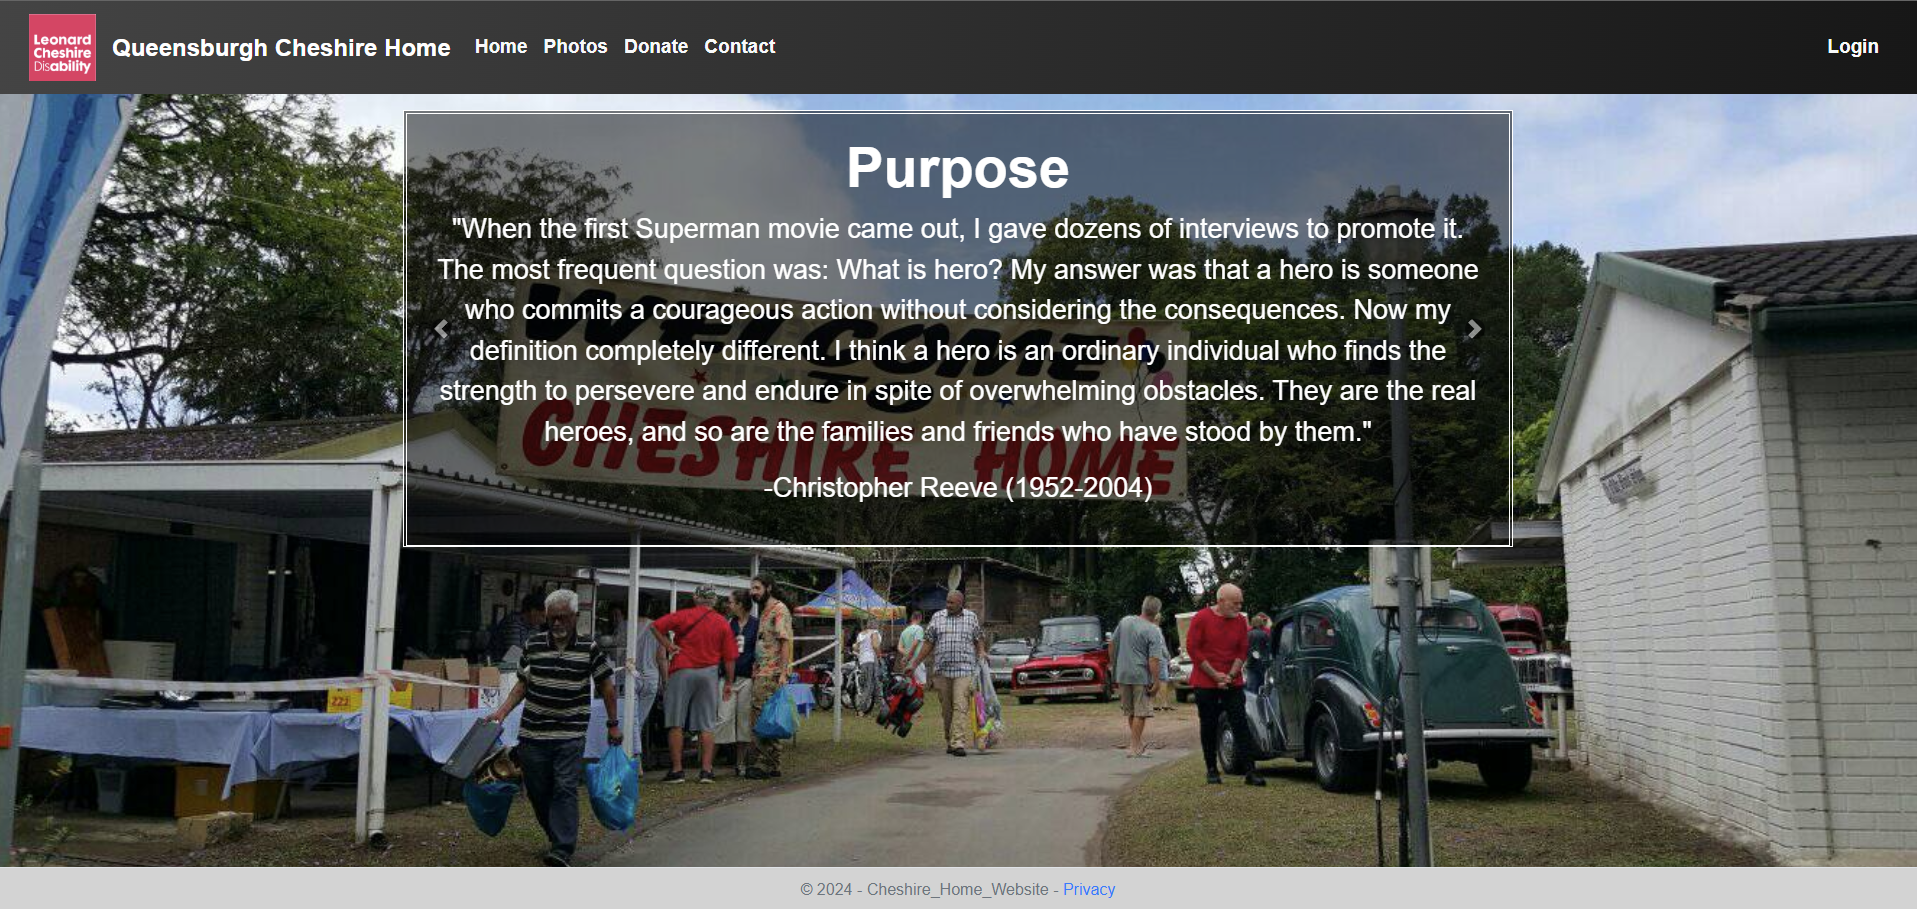 Leonard
Cheshire
Disability
Queensburgh Cheshire Home
Home
Photos
Donate
Contact
Login
Purpose
"When the first Superman movie came out, I gave dozens of interviews to promote it.
The most frequent question was: What is hero? My answer was that a hero is someone
who commits a courageous action without considering the consequences. Now my
definition completely different. I think a hero is an ordinary individual who finds the
strength to persevere and endure in spite of overwhelming obstacles. They are the real
heroes, and so are the families and friends who have stood by them."
-Christopher Reeve (1952-2004)
WELCOME
CHESHIRE HOME
© 2024 - Cheshire_Home_Website - Privacy